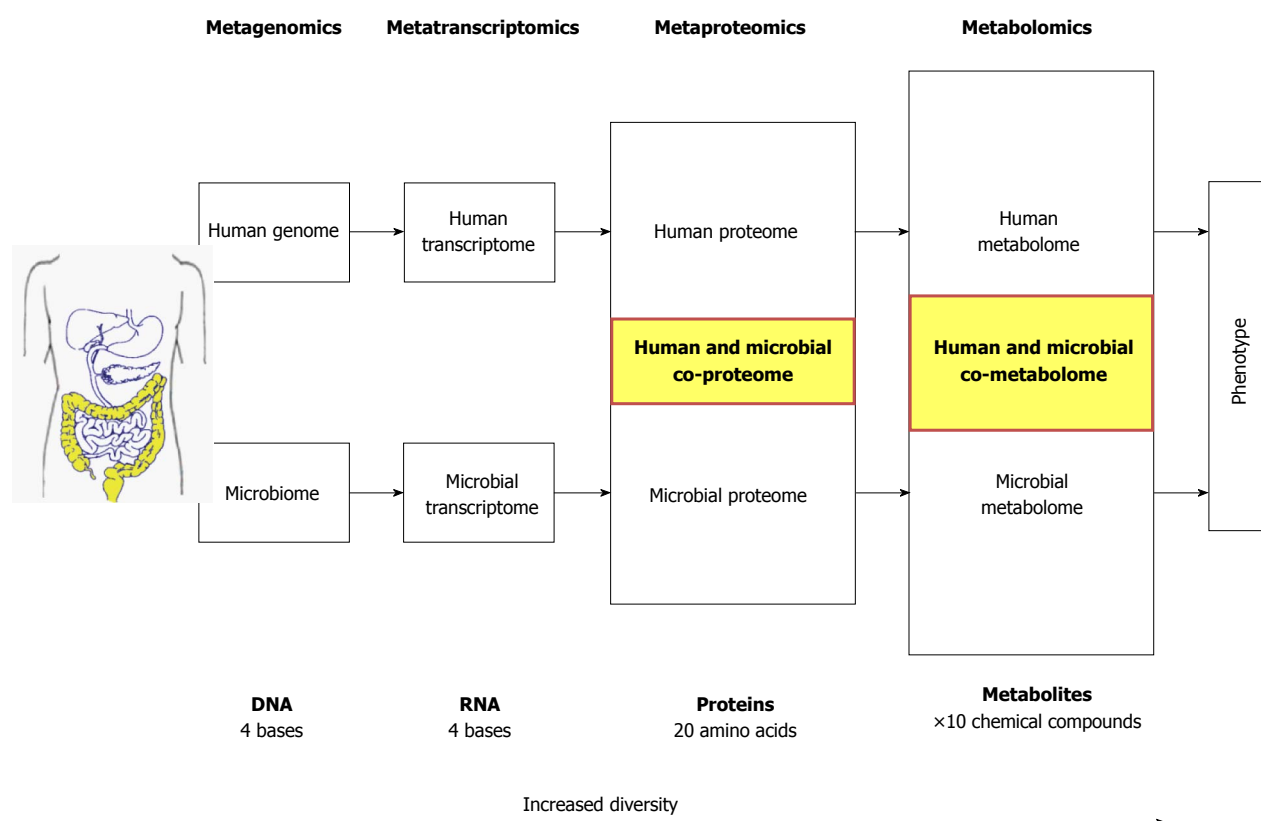 Metagenomics Metatranscriptomics Metaproteomics Metabolomics
Human genome
Human
transcriptome
Human proteome
Human
metabolome
Human and microbial
co-proteome
Human and microbial
co-metabolome
Phenotype
Microbiome
Microbial
transcriptome
Microbial proteome
Microbial
metabolome
DNA
4 bases
RNA
4 bases
Proteins
20 amino acids
Metabolites
×10 chemical compounds
Increased diversity